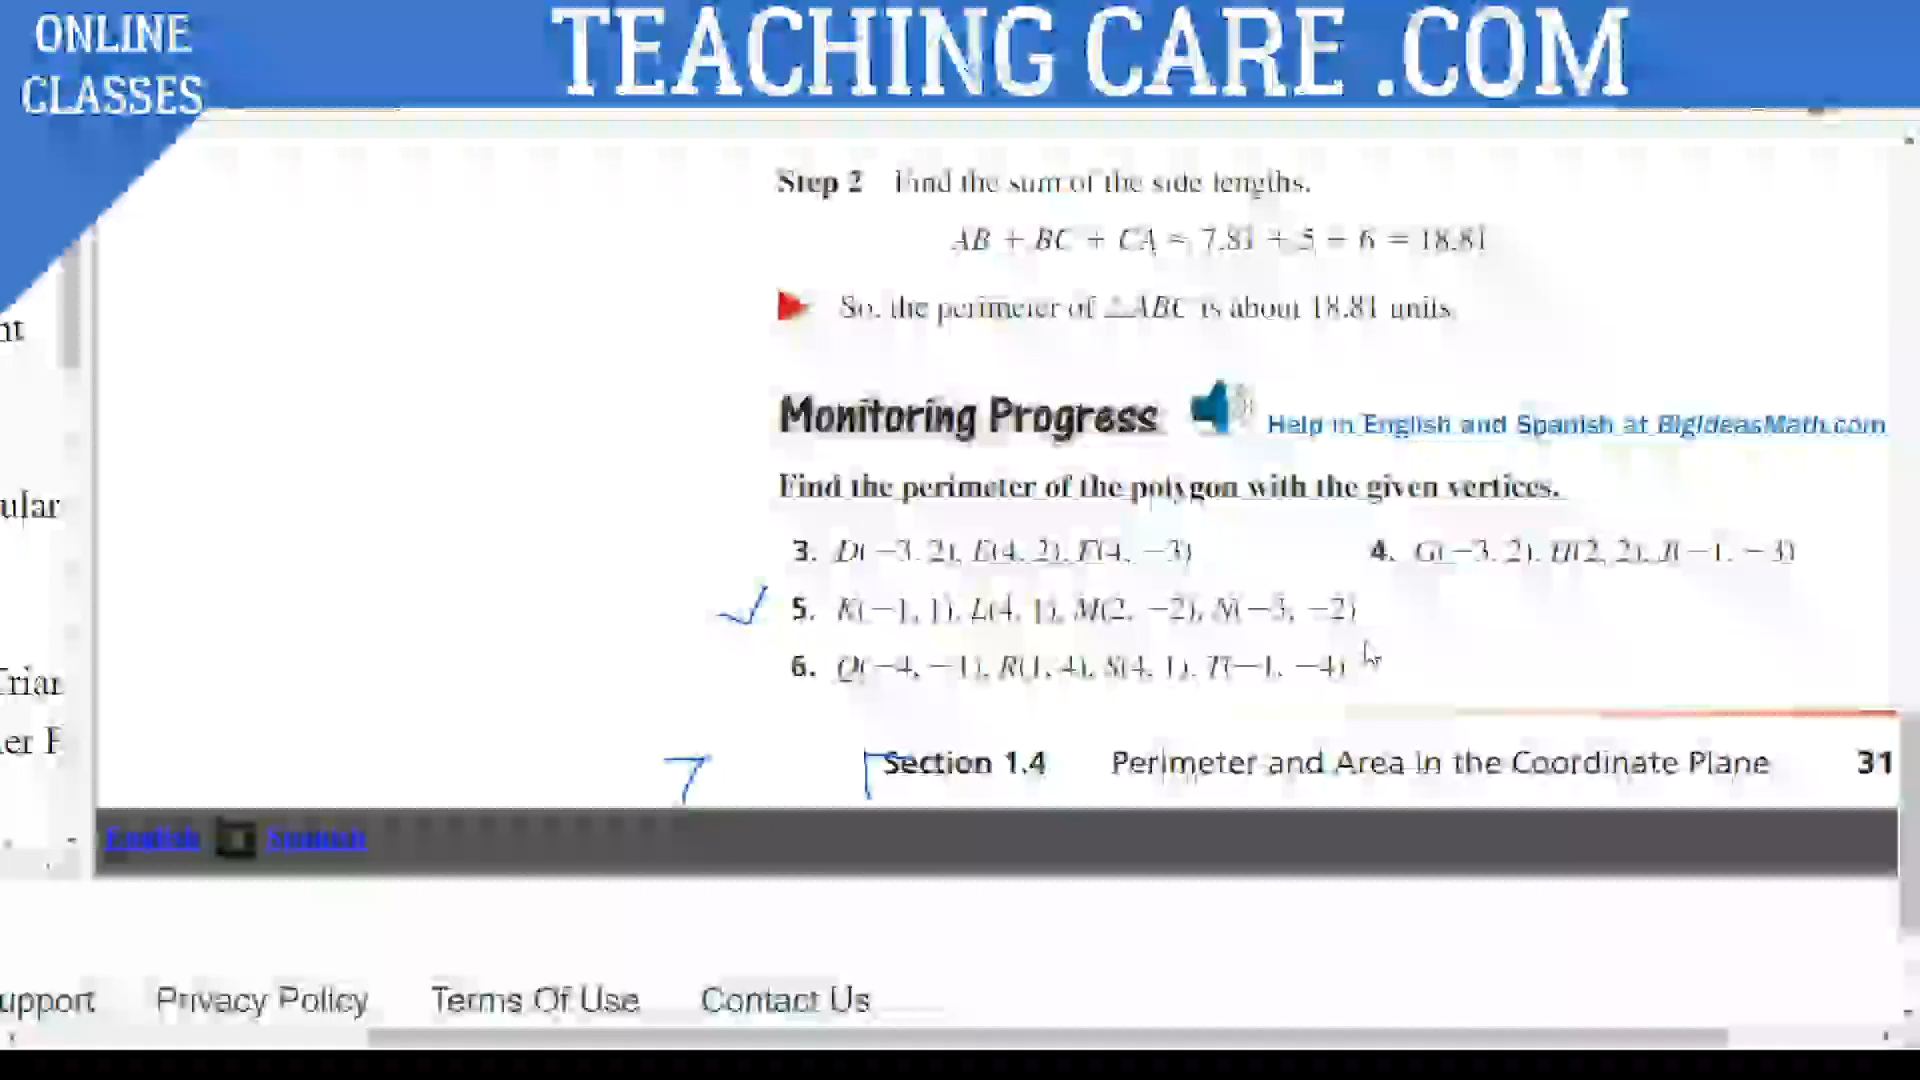 ONLINE
CLASSES
TEACHING CARE .COM
Step 2 Find the sum of the side lengths.
AB + BC + CA ≈ 7.81 + 5 + 6 = 18.81
So, the perimeter of △ABC is about 18.81 units.
nt
ular
er
Monitoring Progress
Help in English and Spanish at BigIdeasMath.com
Find the perimeter of the polygon with the given vertices.
3. D(−3, 2), E(4, 2), F(4, −3)
4. G(−3, 2), H(2, 2), J(−1, −3)
5. K(−1, 1), L(4, 1), M(2, −2), N(−3, −2)
6. Q(−4, −1), R(1, 4), S(4, 1), T(−1, −4)
7
Section 1.4 Perimeter and Area in the Coordinate Plane 31
English Spanish
upport Privacy Policy Terms Of Use Contact Us